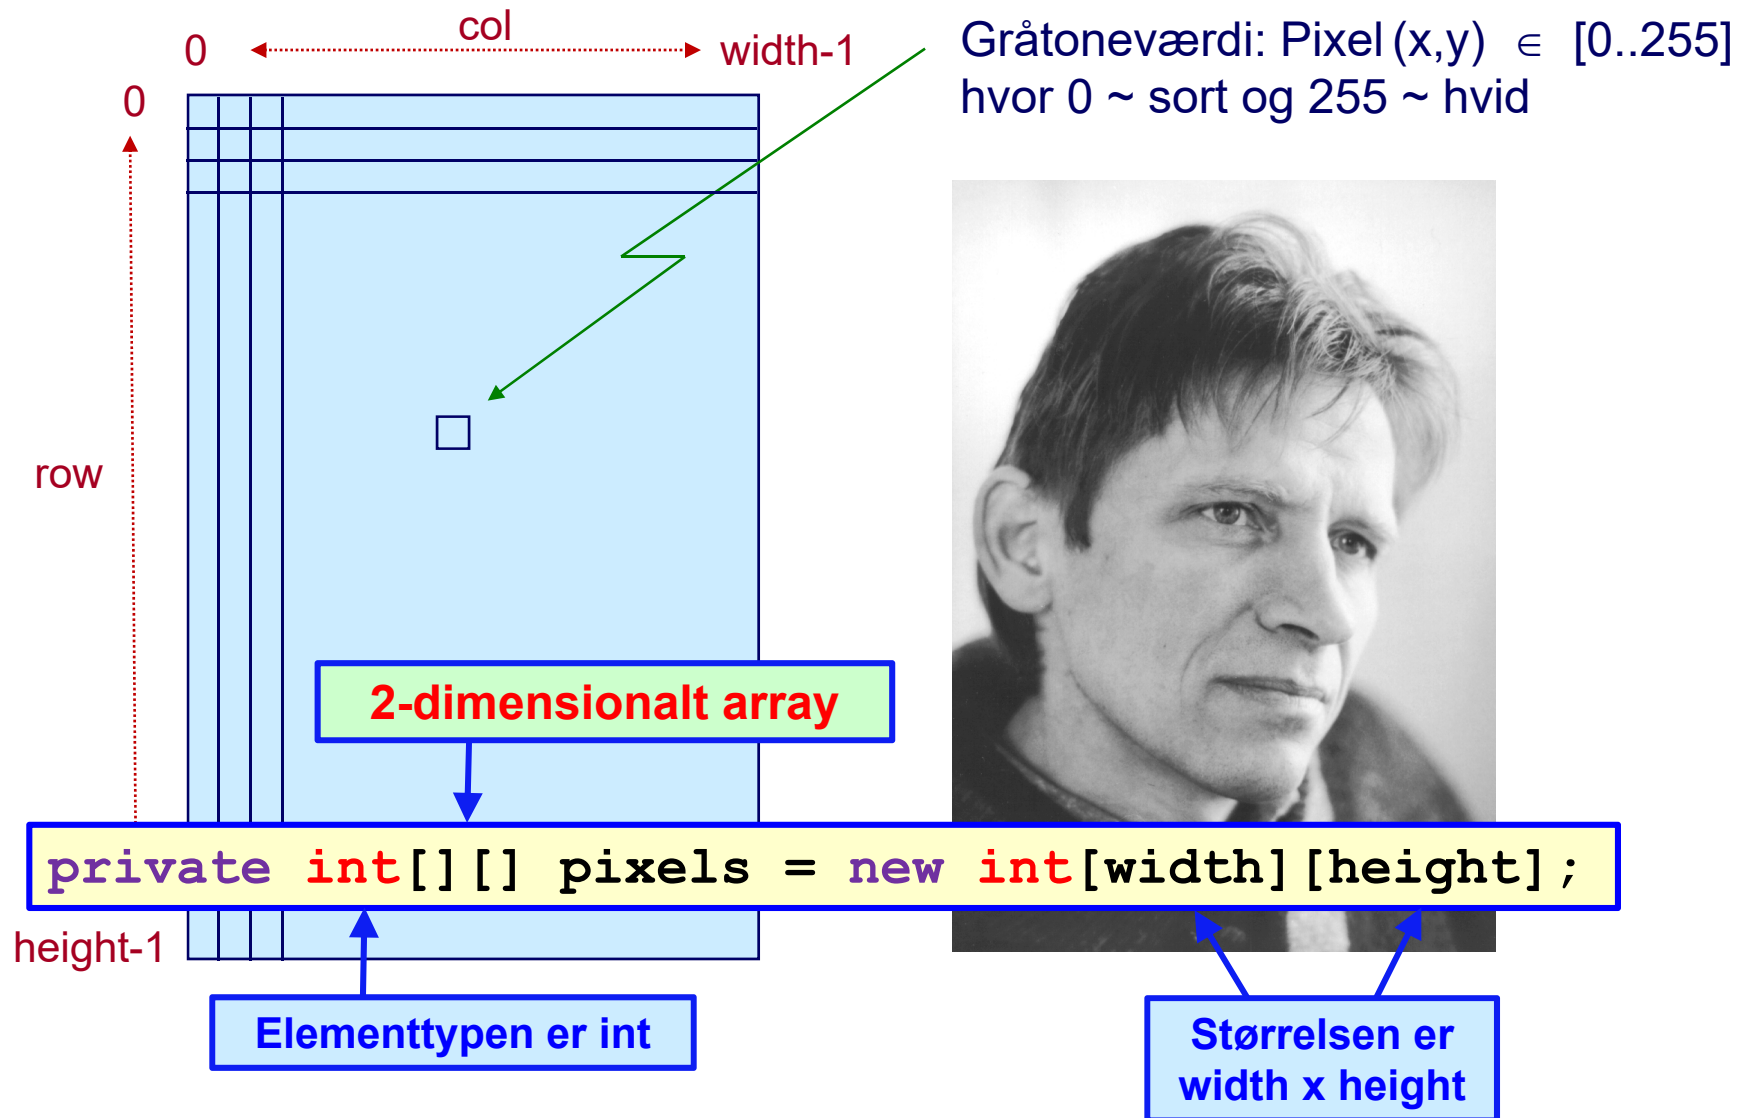 col
0
width-1
0
row
height-1
Gråtoneværdi: Pixel (x,y) ∈ [0..255]
hvor 0 ~ sort og 255 ~ hvid
2-dimensionalt array
private int[][] pixels = new int[width][height];
Elementtypen er int
Størrelsen er
width x height